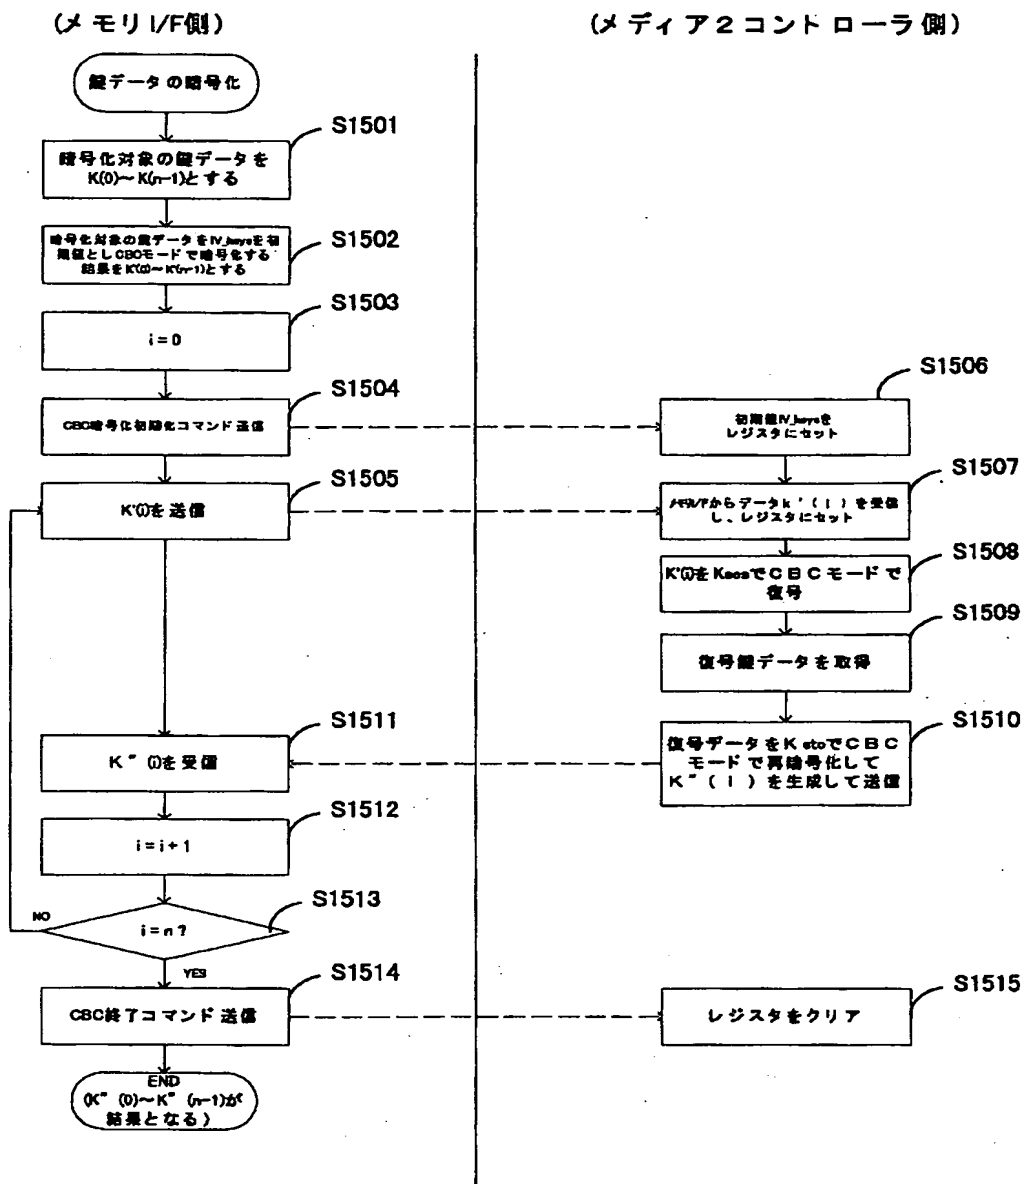 (メモリI/F側)
(メディア2コントローラ側)
鍵データの暗号化
S1501
暗号化対象の鍵データを
K(0)~K(n-1)とする
S1502
暗号化対象の鍵データをIV_keysを初
期値としCBCモードで暗号化する
結果をK'(0)~K'(n-1)とする
S1503
i=0
S1504
CBC暗号化初期化コマンド送信
S1506
初期値IV_keysを
レジスタにセット
S1505
K'(i)を送信
S1507
からデータk'(I)を受信
し、レジスタにセット
S1508
K'(i)をKsesでCBCモードで
復号
S1509
復号鍵データを取得
S1510
復号データをKstoでCBC
モードで再暗号化して
K"(I)を生成して送信
S1511
K"(i)を受信
S1512
i=i+1
S1513
i=n?
NO
YES
S1514
CBC終了コマンド送信
S1515
レジスタをクリア
END
(K"(0)~K"(n-1)が
結果となる)